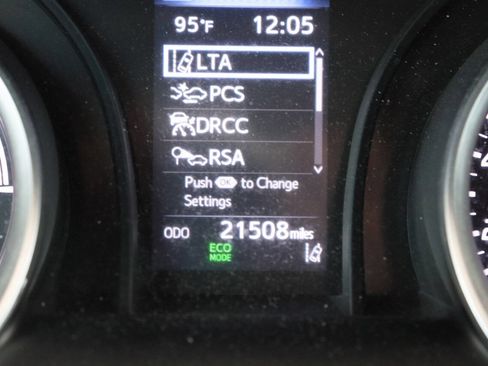 95°F 12:05
LTA
PCS
DRCC
RSA
Push OK to Change
Settings
ODO 21508 miles
ECO
MODE